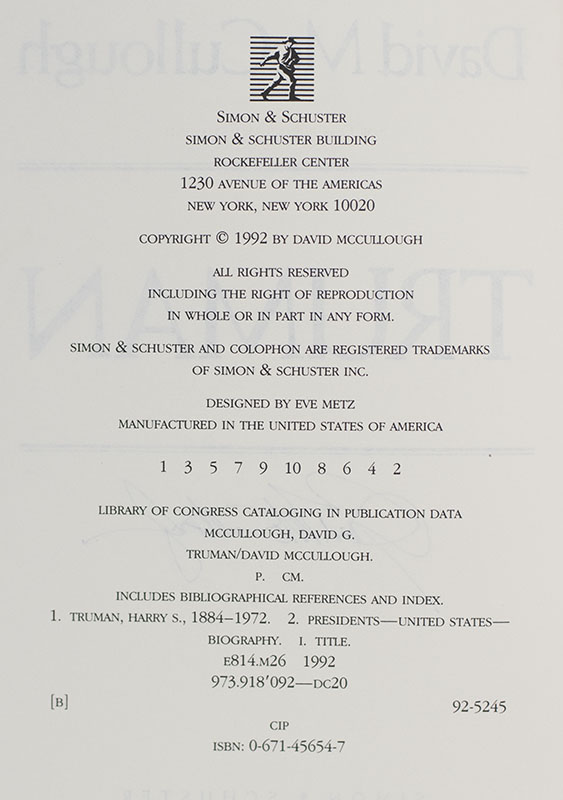 SIMON & SCHUSTER
SIMON & SCHUSTER BUILDING
ROCKEFELLER CENTER
1230 AVENUE OF THE AMERICAS
NEW YORK, NEW YORK 10020
COPYRIGHT © 1992 BY DAVID MCCULLOUGH
ALL RIGHTS RESERVED
INCLUDING THE RIGHT OF REPRODUCTION
IN WHOLE OR IN PART IN ANY FORM.
SIMON & SCHUSTER AND COLOPHON ARE REGISTERED TRADEMARKS
OF SIMON & SCHUSTER INC.
DESIGNED BY EVE METZ
MANUFACTURED IN THE UNITED STATES OF AMERICA
1 3 5 7 9 10 8 6 4 2
LIBRARY OF CONGRESS CATALOGING IN PUBLICATION DATA
MCCULLOUGH, DAVID G.
TRUMAN/DAVID MCCULLOUGH.
P. CM.
INCLUDES BIBLIOGRAPHICAL REFERENCES AND INDEX.
1. TRUMAN, HARRY S., 1884–1972. 2. PRESIDENTS—UNITED STATES—
BIOGRAPHY. I. TITLE.
E814.M26 1992
973.918′092—DC20
[B] 92-5245
CIP
ISBN: 0-671-45654-7
David McCullough
TRUMAN
SIMON & SCHUSTER